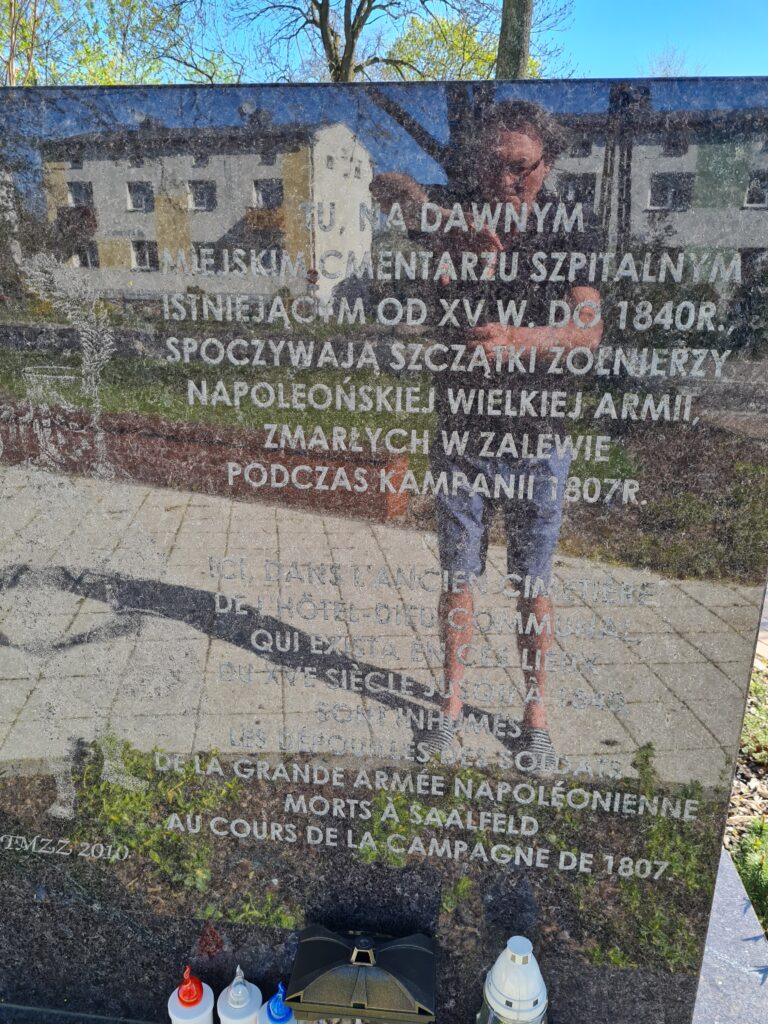 TU, NA DAWNYM
MIEJSKIM CMENTARZU SZPITALNYM
ISTNIEJĄCYM OD XV W. DO 1840R.,
SPOCZYWAJĄ SZCZĄTKI ŻOŁNIERZY
NAPOLEOŃSKIEJ WIELKIEJ ARMII,
ZMARŁYCH W ZALEWIE
PODCZAS KAMPANII 1807R.
ICI, DANS L'ANCIEN CIMETIÈRE
DE L'HÔTEL-DIEU COMMUNAL
QUI EXISTA EN CES LIEUX
DU XVE SIÈCLE JUSQU'À 1840
SONT INHUMÉS
LES DÉPOUILLES DES SOLDATS
DE LA GRANDE ARMÉE NAPOLÉONIENNE
MORTS À SAALFELD
AU COURS DE LA CAMPAGNE DE 1807.
TMZZ 2010